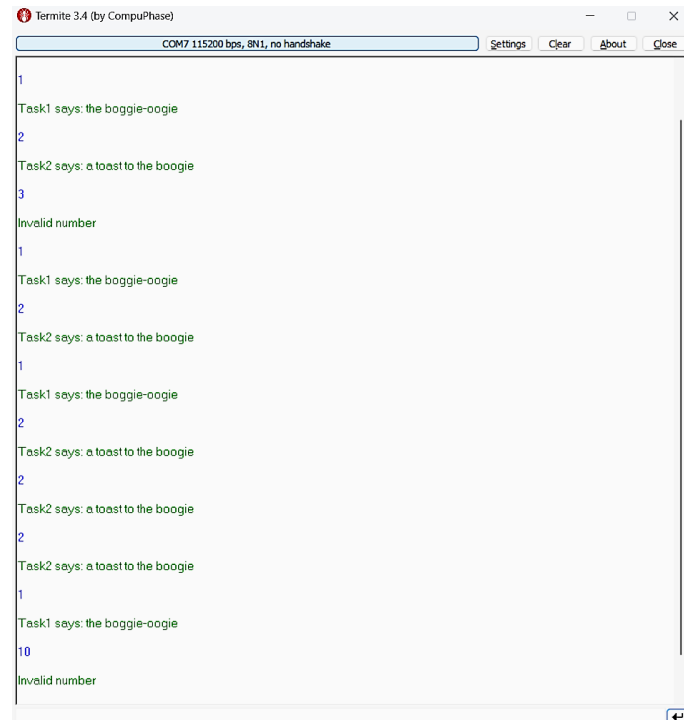 Termite 3.4 (by CompuPhase)
COM7 115200 bps, 8N1, no handshake Settings Clear About Close
1
Task1 says: the boggie-oogie
2
Task2 says: a toast to the boogie
3
Invalid number
1
Task1 says: the boggie-oogie
2
Task2 says: a toast to the boogie
1
Task1 says: the boggie-oogie
2
Task2 says: a toast to the boogie
2
Task2 says: a toast to the boogie
2
Task2 says: a toast to the boogie
1
Task1 says: the boggie-oogie
10
Invalid number